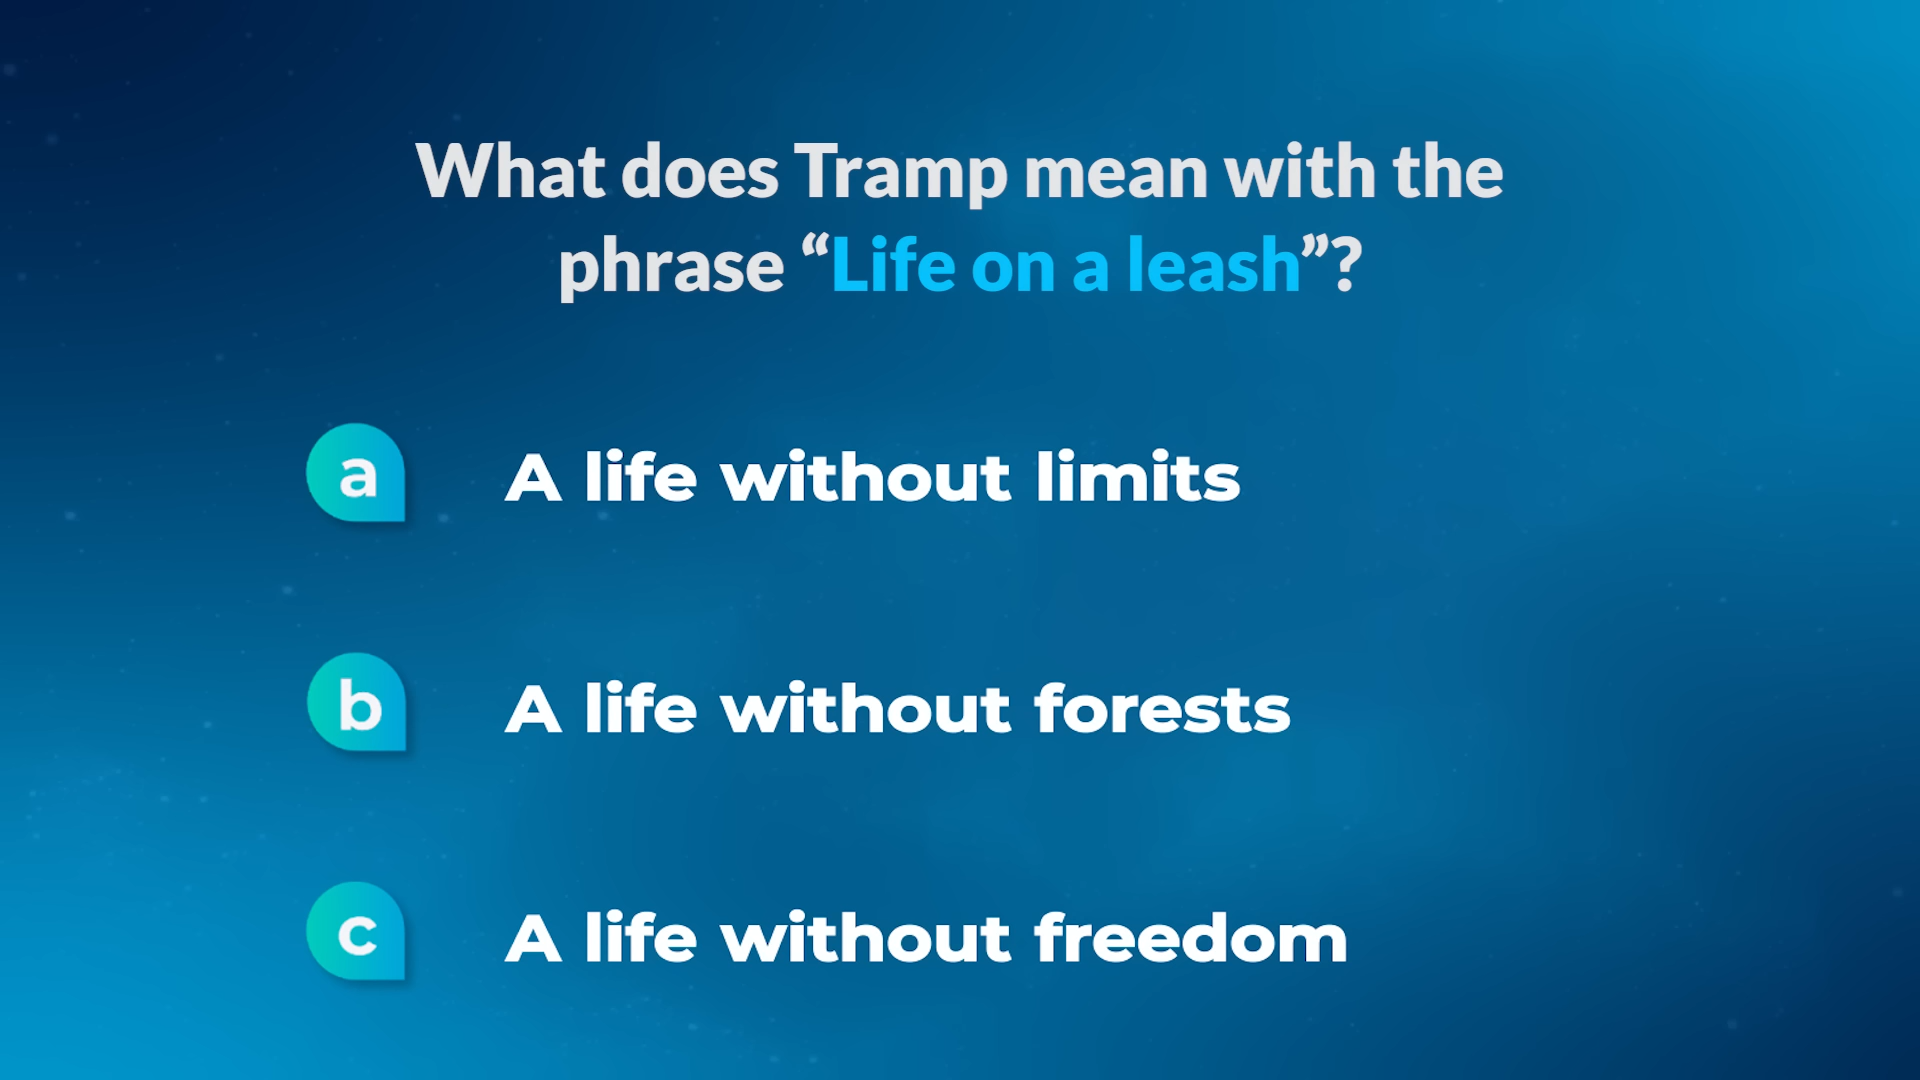 What does Tramp mean with the
phrase “Life on a leash”?
a A life without limits
b A life without forests
c A life without freedom